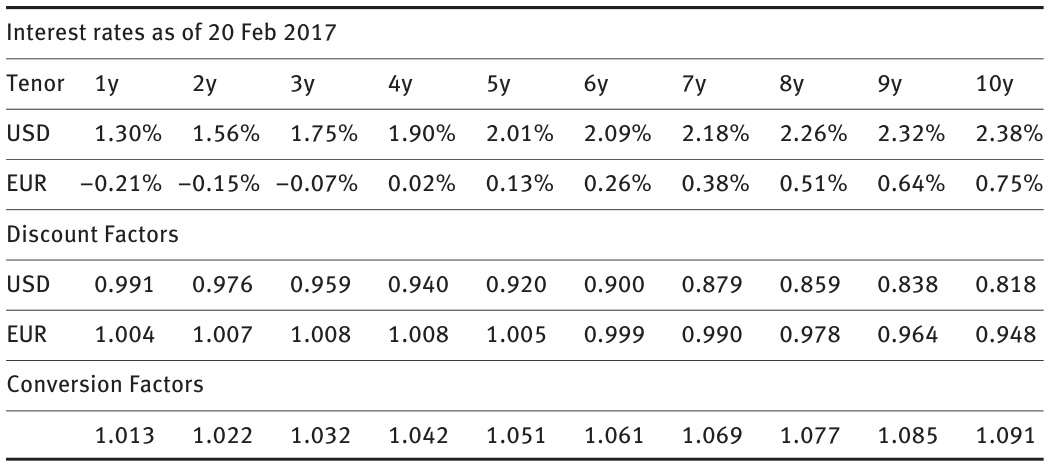 Interest rates as of 20 Feb 2017
Tenor 1y 2y 3y 4y 5y 6y 7y 8y 9y 10y
USD 1.30% 1.56% 1.75% 1.90% 2.01% 2.09% 2.18% 2.26% 2.32% 2.38%
EUR –0.21% –0.15% –0.07% 0.02% 0.13% 0.26% 0.38% 0.51% 0.64% 0.75%
Discount Factors
USD 0.991 0.976 0.959 0.940 0.920 0.900 0.879 0.859 0.838 0.818
EUR 1.004 1.007 1.008 1.008 1.005 0.999 0.990 0.978 0.964 0.948
Conversion Factors
1.013 1.022 1.032 1.042 1.051 1.061 1.069 1.077 1.085 1.091